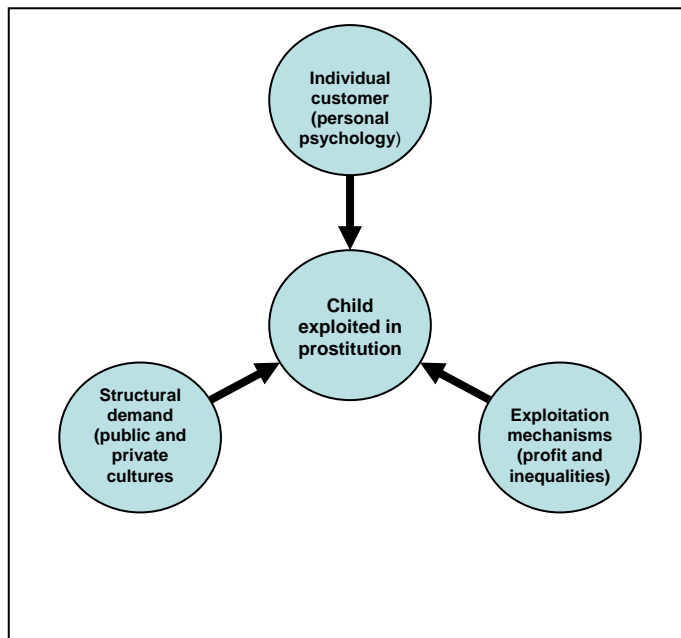 Individual
customer
(personal
psychology)
Child
exploited in
prostitution
Structural
demand
(public and
private
cultures
Exploitation
mechanisms
(profit and
inequalities)